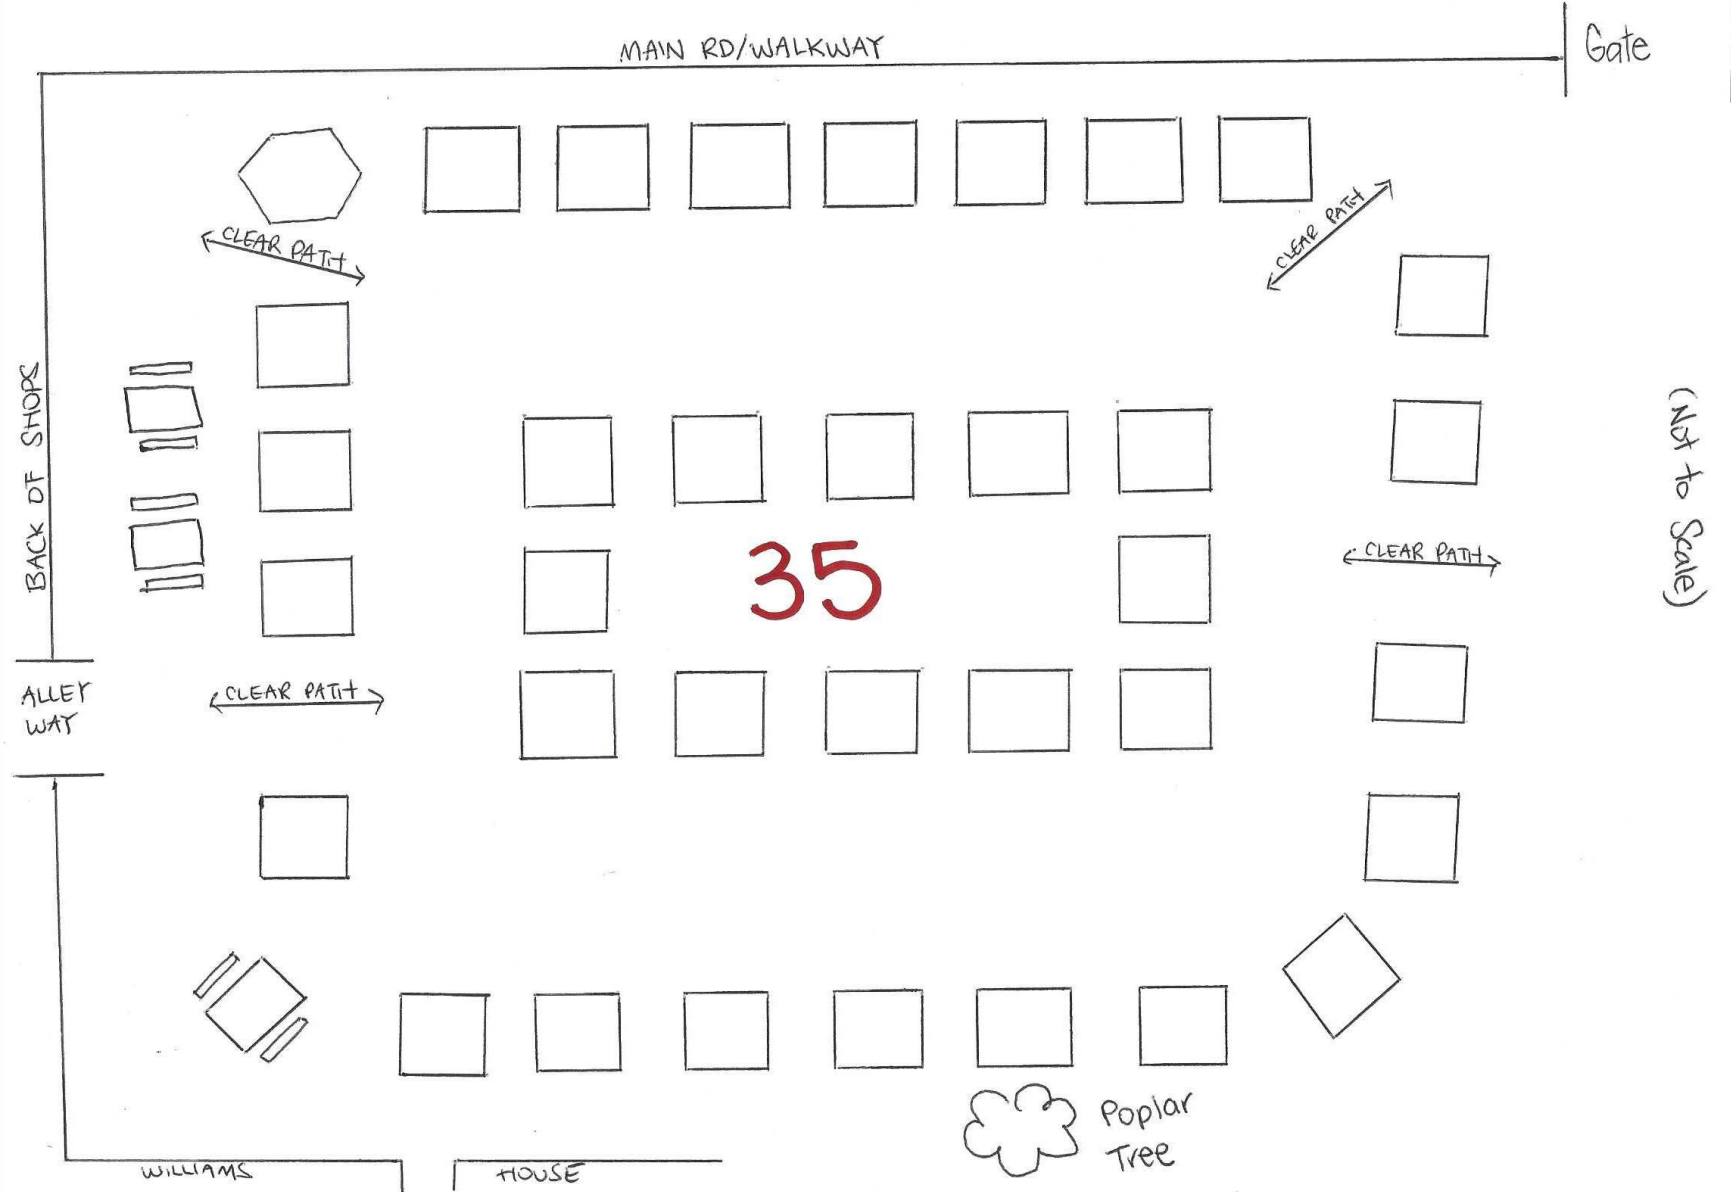 MAIN RD/WALKWAY
Gate
CLEAR PATH
CLEAR PATH
BACK OF SHOPS
(Not to Scale)
35
CLEAR PATH
ALLEY
WAY
CLEAR PATH
Poplar
Tree
WILLIAMS HOUSE